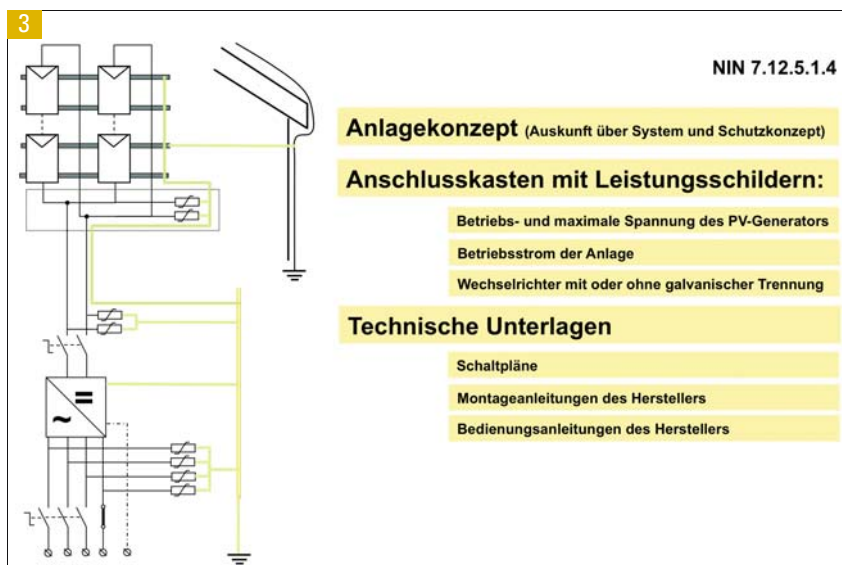 3
NIN 7.12.5.1.4
Anlagekonzept (Auskunft über System und Schutzkonzept)
Anschlusskasten mit Leistungsschildern:
Betriebs- und maximale Spannung des PV-Generators
Betriebsstrom der Anlage
Wechselrichter mit oder ohne galvanischer Trennung
Technische Unterlagen
Schaltpläne
Montageanleitungen des Herstellers
Bedienungsanleitungen des Herstellers